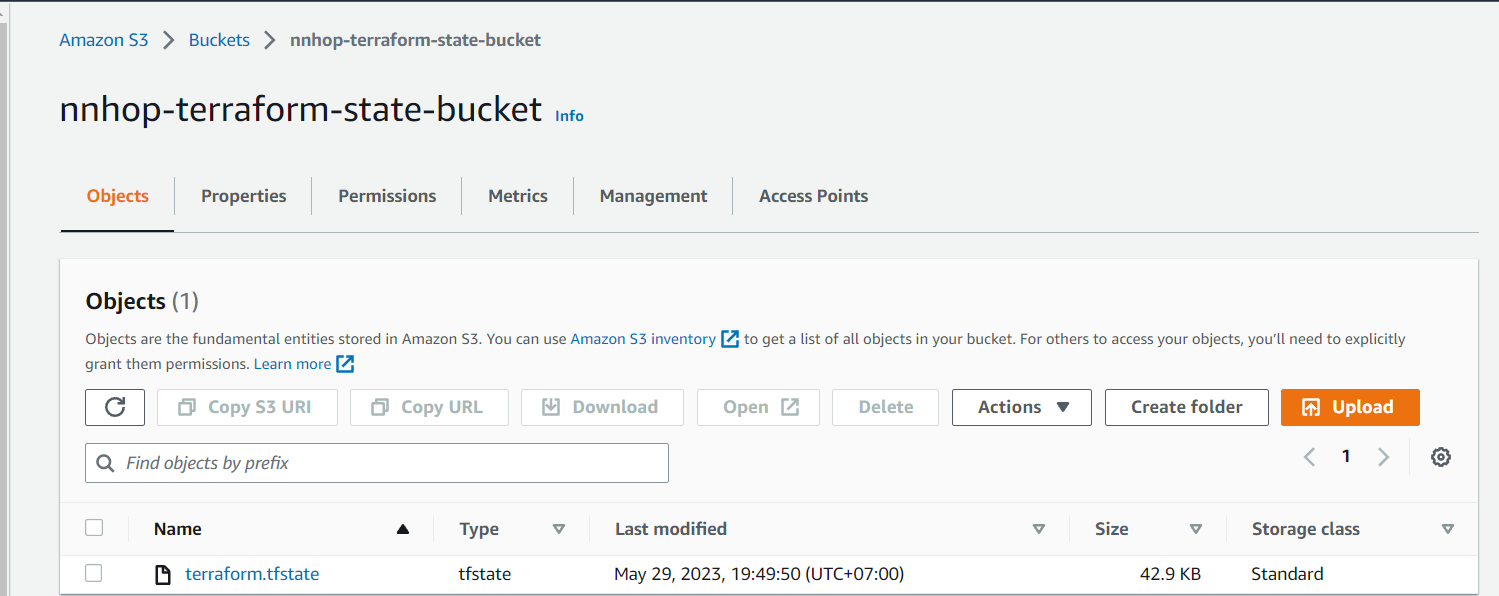 Amazon S3 > Buckets > nnhop-terraform-state-bucket
nnhop-terraform-state-bucket Info
Objects Properties Permissions Metrics Management Access Points
Objects (1)
Objects are the fundamental entities stored in Amazon S3. You can use Amazon S3 inventory to get a list of all objects in your bucket. For others to access your objects, you'll need to explicitly
grant them permissions. Learn more
Copy S3 URI Copy URL Download Open Delete Actions Create folder Upload
Find objects by prefix
1
Name Type Last modified Size Storage class
terraform.tfstate tfstate May 29, 2023, 19:49:50 (UTC+07:00) 42.9 KB Standard